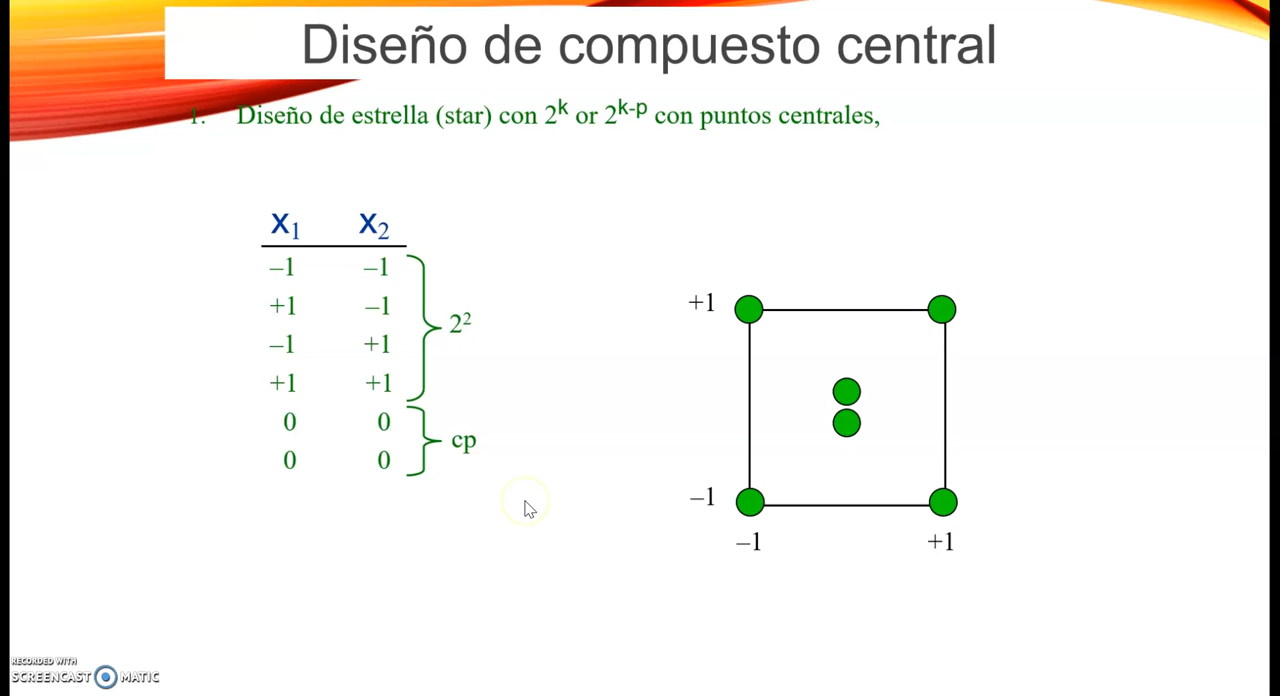 Diseño de compuesto central
1. Diseño de estrella (star) con 2^k or 2^k-p con puntos centrales,
X₁ X₂
–1 –1
+1 –1
–1 +1
+1 +1
2²
0 0
0 0
cp
+1
–1
–1 +1
RECORDED WITH
SCREENCAST MATIC